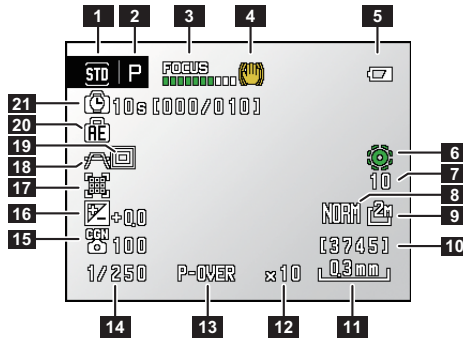 1 2 3 4 5
STD P FOCUS
21 10s [000/010]
20 AE
19
18
17
6
7 10
8
NORM 2M 9
16 +0.0
15 CGN 100
[3745] 10
1/250 P-OVER ×10 0.3mm
14 13 12 11